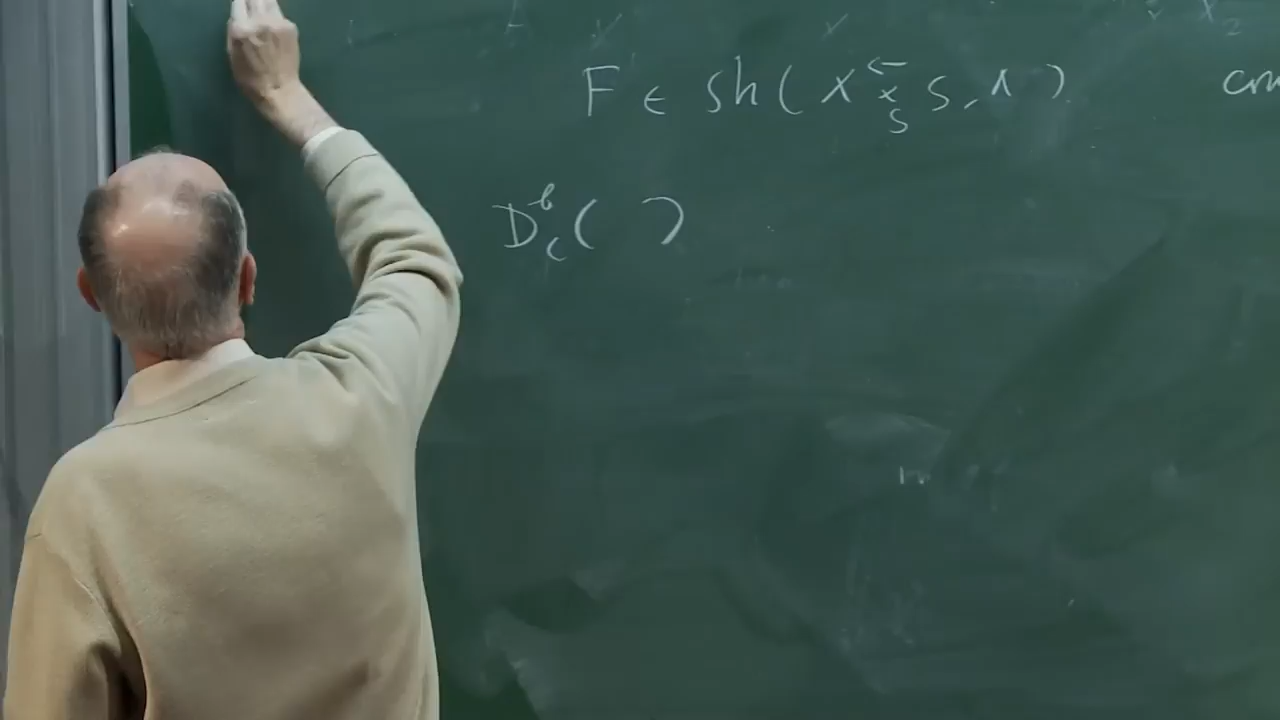 F ∈ sh( X ×⃖_S S, Λ )
D^b_c( )